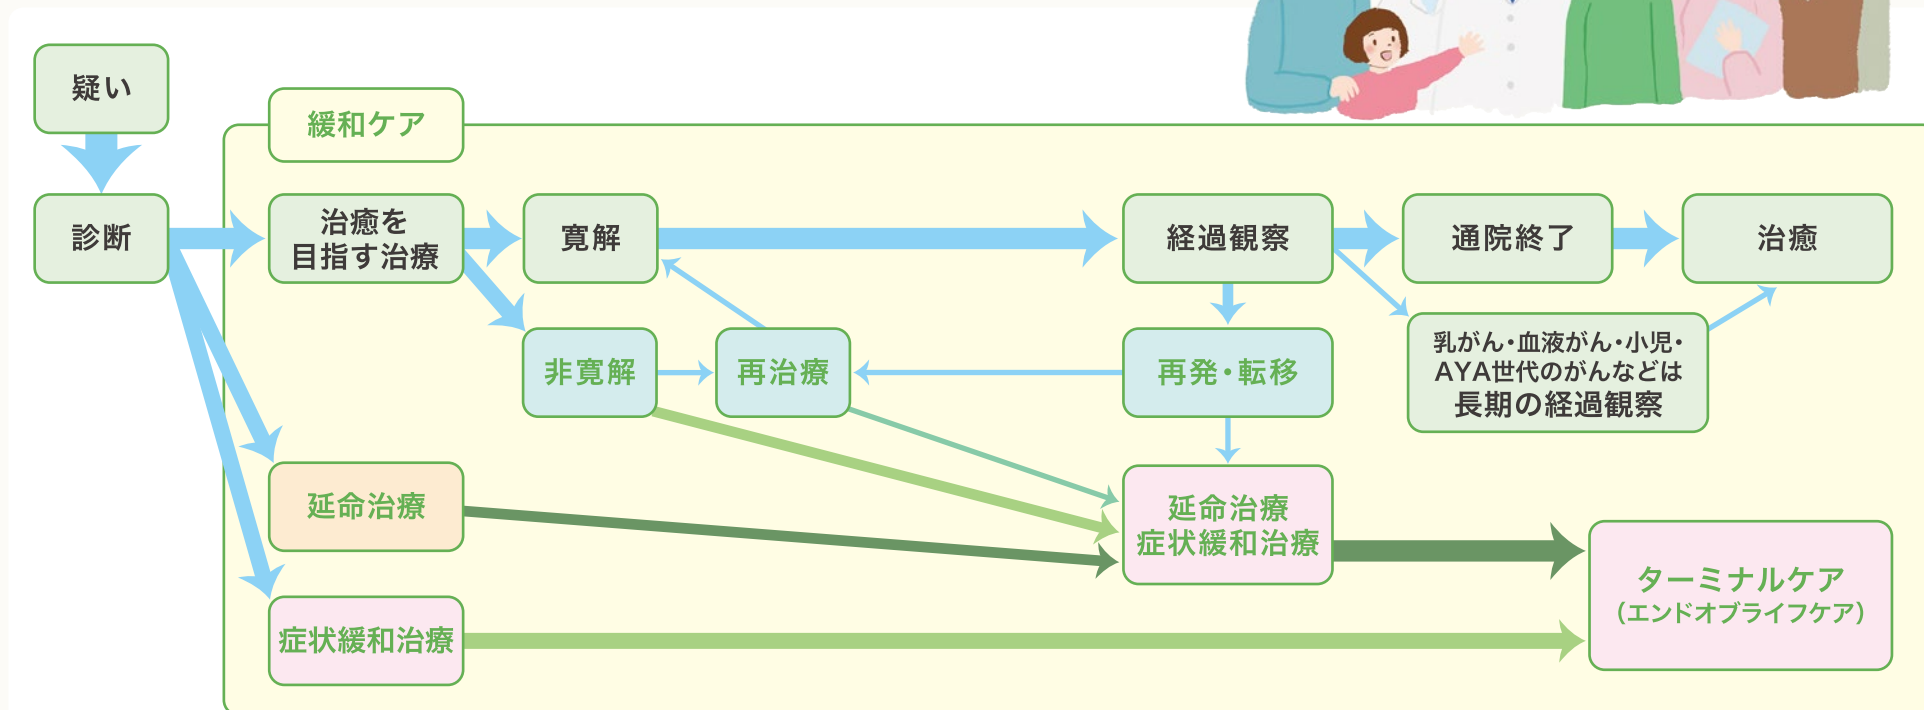 疑い
緩和ケア
診断
治癒を
目指す治療
寛解
経過観察
通院終了
治癒
非寛解
再治療
再発・転移
乳がん・血液がん・小児・
AYA世代のがんなどは
長期の経過観察
延命治療
延命治療
症状緩和治療
ターミナルケア
（エンドオブライフケア）
症状緩和治療